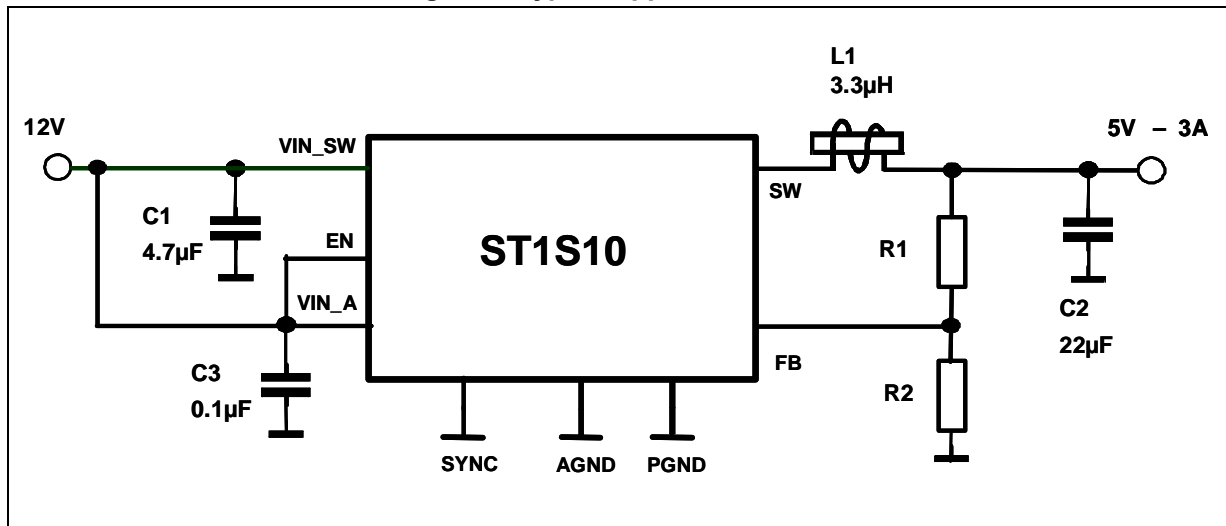 L1
3.3µH
12V
VIN_SW
5V – 3A
SW
C1
4.7µF
EN
ST1S10
R1
VIN_A
C2
22µF
FB
C3
0.1µF
R2
SYNC
AGND
PGND